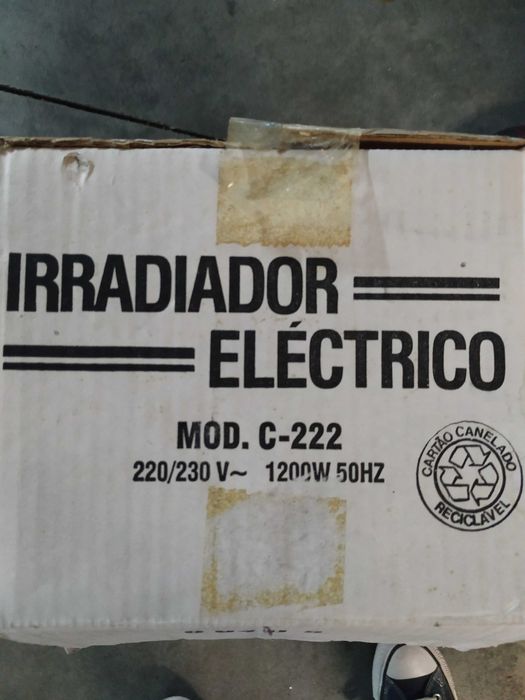 IRRADIADOR
ELÉCTRICO
MOD. C-222
220/230 V~ 1200W 50HZ
CARTÃO CANELADO
RECICLÁVEL